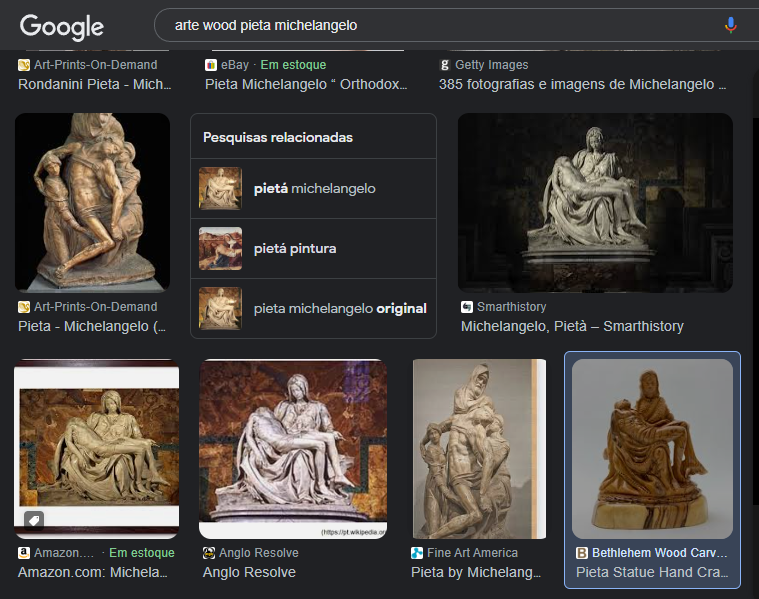 Google
arte wood pieta michelangelo
Art-Prints-On-Demand
Rondanini Pieta - Mich...
eBay · Em estoque
Pieta Michelangelo “ Orthodox...
Getty Images
385 fotografias e imagens de Michelangelo ...
Art-Prints-On-Demand
Pieta - Michelangelo (...
Pesquisas relacionadas
pietá michelangelo
pietá pintura
pieta michelangelo original
Smarthistory
Michelangelo, Pietà – Smarthistory
Amazon.... · Em estoque
Amazon.com: Michela...
(https://pt.wikipedia.or
Anglo Resolve
Anglo Resolve
Fine Art America
Pieta by Michelang...
Bethlehem Wood Carv...
Pieta Statue Hand Cra...